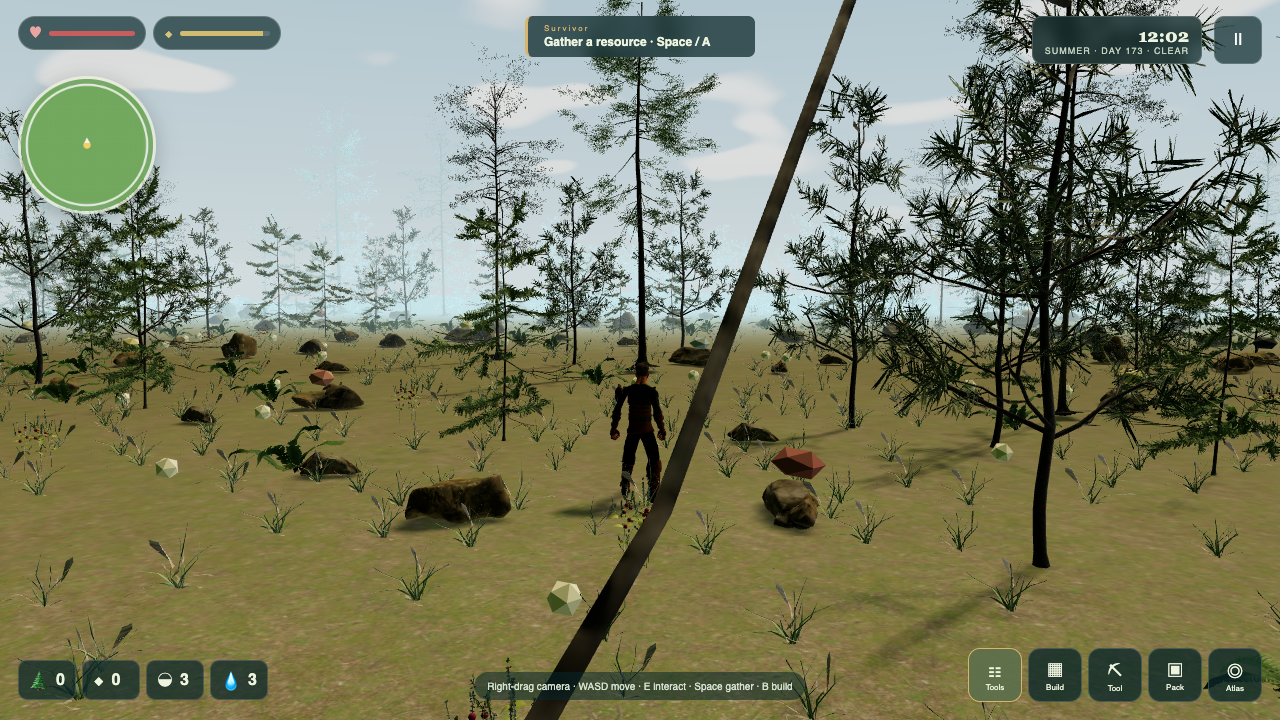 Survivor
Gather a resource · Space / A
12:02
SUMMER · DAY 173 · CLEAR
0
0
3
3
Right-drag camera · WASD move · E interact · Space gather · B build
Tools
Build
Tool
Pack
Atlas